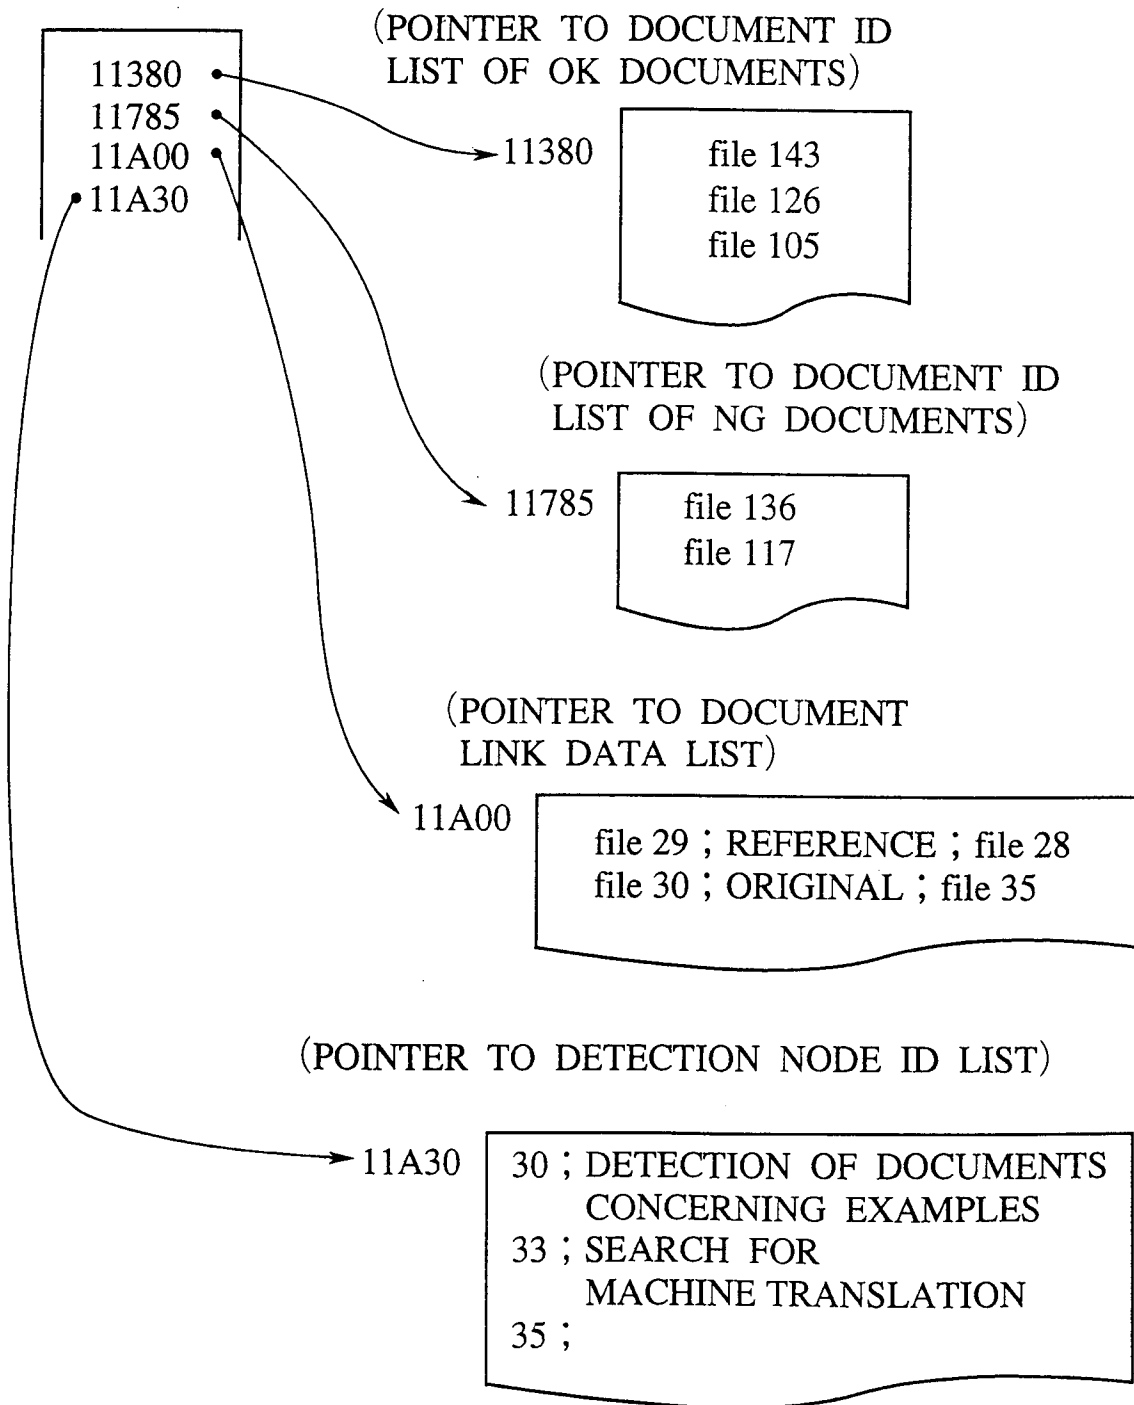 11380
11785
11A00
11A30
(POINTER TO DOCUMENT ID
LIST OF OK DOCUMENTS)
11380
file 143
file 126
file 105
(POINTER TO DOCUMENT ID
LIST OF NG DOCUMENTS)
11785
file 136
file 117
(POINTER TO DOCUMENT
LINK DATA LIST)
11A00
file 29 ; REFERENCE ; file 28
file 30 ; ORIGINAL ; file 35
(POINTER TO DETECTION NODE ID LIST)
11A30
30 ; DETECTION OF DOCUMENTS
CONCERNING EXAMPLES
33 ; SEARCH FOR
MACHINE TRANSLATION
35 ;